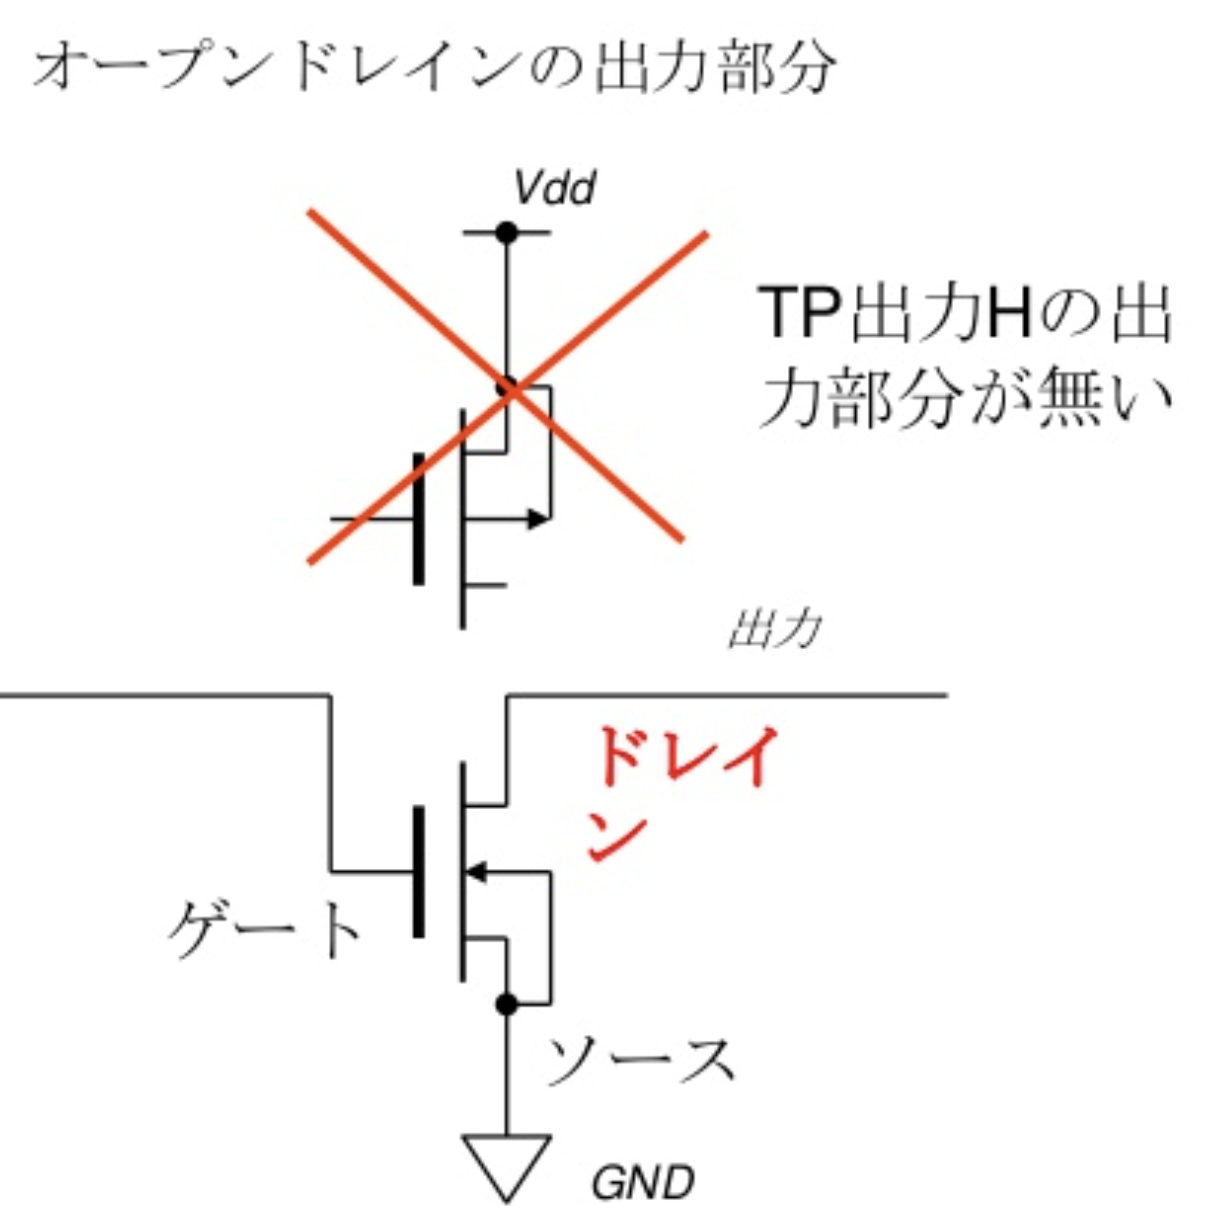 オープンドレインの出力部分
Vdd
TP出力Hの出
力部分が無い
出力
ドレイ
ン
ゲート
ソース
GND